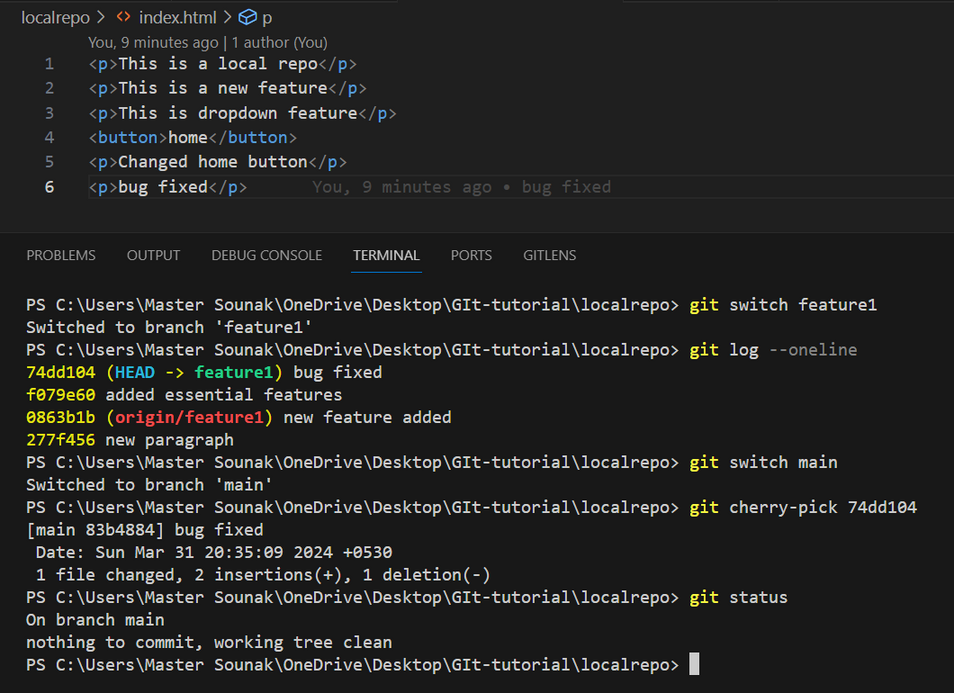 localrepo > <> index.html > p
You, 9 minutes ago | 1 author (You)
1 <p>This is a local repo</p>
2 <p>This is a new feature</p>
3 <p>This is dropdown feature</p>
4 <button>home</button>
5 <p>Changed home button</p>
6 <p>bug fixed</p> You, 9 minutes ago • bug fixed
PROBLEMS OUTPUT DEBUG CONSOLE TERMINAL PORTS GITLENS
PS C:\Users\Master Sounak\OneDrive\Desktop\GIt-tutorial\localrepo> git switch feature1
Switched to branch 'feature1'
PS C:\Users\Master Sounak\OneDrive\Desktop\GIt-tutorial\localrepo> git log --oneline
74dd104 (HEAD -> feature1) bug fixed
f079e60 added essential features
0863b1b (origin/feature1) new feature added
277f456 new paragraph
PS C:\Users\Master Sounak\OneDrive\Desktop\GIt-tutorial\localrepo> git switch main
Switched to branch 'main'
PS C:\Users\Master Sounak\OneDrive\Desktop\GIt-tutorial\localrepo> git cherry-pick 74dd104
[main 83b4884] bug fixed
 Date: Sun Mar 31 20:35:09 2024 +0530
 1 file changed, 2 insertions(+), 1 deletion(-)
PS C:\Users\Master Sounak\OneDrive\Desktop\GIt-tutorial\localrepo> git status
On branch main
nothing to commit, working tree clean
PS C:\Users\Master Sounak\OneDrive\Desktop\GIt-tutorial\localrepo>